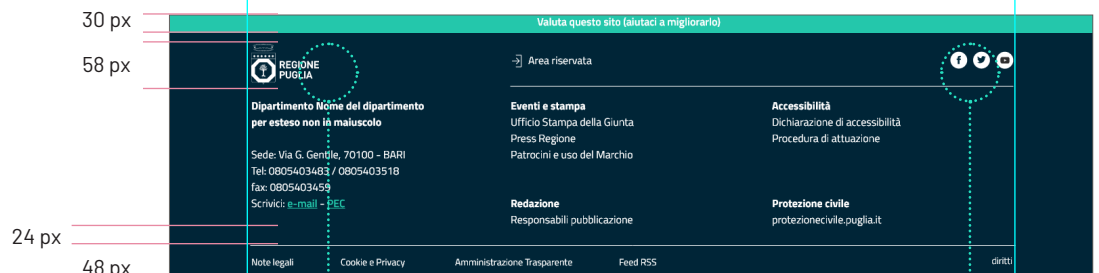 30 px
Valuta questo sito (aiutaci a migliorarlo)
58 px
REGIONE
PUGLIA
Area riservata
Dipartimento Nome del dipartimento
per esteso non in maiuscolo
Sede: Via G. Gentile, 70100 - BARI
Tel: 0805403483 / 0805403518
fax: 0805403459
Scrivici: e-mail - PEC
Eventi e stampa
Ufficio Stampa della Giunta
Press Regione
Patrocini e uso del Marchio
Accessibilità
Dichiarazione di accessibilità
Procedura di attuazione
Redazione
Responsabili pubblicazione
Protezione civile
protezionecivile.puglia.it
24 px
48 px
Note legali Cookie e Privacy Amministrazione Trasparente Feed RSS diritti